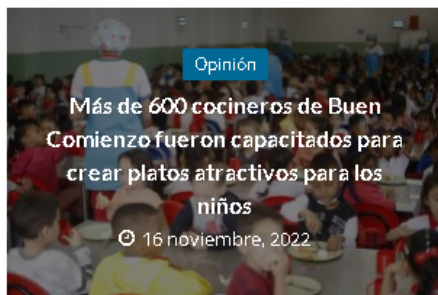 Opinión
Más de 600 cocineros de Buen
Comienzo fueron capacitados para
crear platos atractivos para los
niños
16 noviembre, 2022